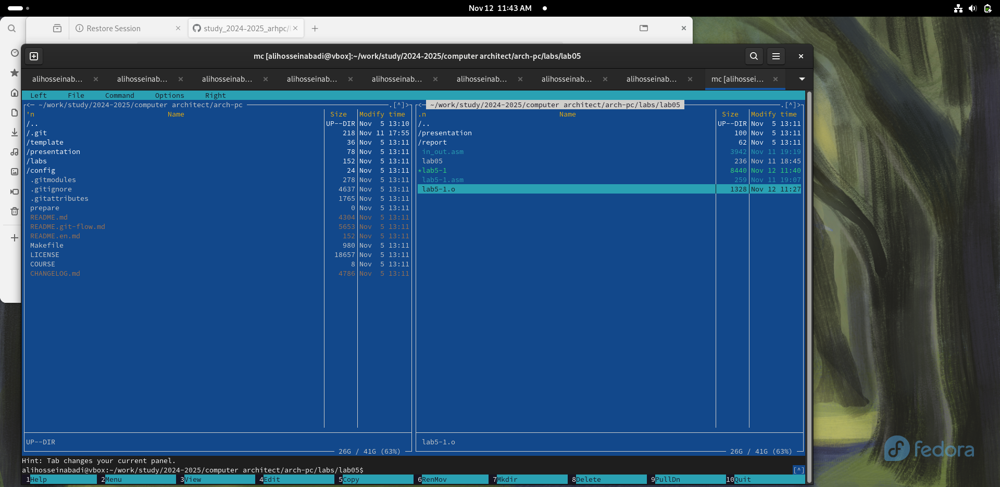 Nov 12 11:43 AM
Restore Session
study_2024-2025_arhpc/
mc [alihosseinabadi@vbox]:~/work/study/2024-2025/computer architect/arch-pc/labs/lab05
alihosseinab... alihosseinab... alihosseinab... alihosseinab... alihosseinab... alihosseinab... alihosseinab... alihosseinab... mc [alihossei...
Left File Command Options Right
<─ ~/work/study/2024-2025/computer architect/arch-pc .[^]>
'n Name Size Modify time
/.. UP--DIR Nov 5 13:10
/.git 218 Nov 11 17:55
/template 36 Nov 5 13:11
/presentation 78 Nov 5 13:11
/labs 152 Nov 5 13:11
/config 24 Nov 5 13:11
.gitmodules 278 Nov 5 13:11
.gitignore 4637 Nov 5 13:11
.gitattributes 1765 Nov 5 13:11
prepare 0 Nov 5 13:11
README.md 4304 Nov 5 13:11
README.git-flow.md 5653 Nov 5 13:11
README.en.md 152 Nov 5 13:11
Makefile 980 Nov 5 13:11
LICENSE 18657 Nov 5 13:11
COURSE 8 Nov 5 13:11
CHANGELOG.md 4786 Nov 5 13:11
UP--DIR
26G / 41G (63%)
<─ ~/work/study/2024-2025/computer architect/arch-pc/labs/lab05 .[^]>
.n Name Size Modify time
/.. UP--DIR Nov 5 13:11
/presentation 100 Nov 5 13:11
/report 62 Nov 5 13:11
in_out.asm 3942 Nov 11 19:19
lab05 236 Nov 11 18:45
*lab5-1 8440 Nov 12 11:40
lab5-1.asm 259 Nov 11 19:07
lab5-1.o 1328 Nov 12 11:27
lab5-1.o
26G / 41G (63%)
Hint: Tab changes your current panel.
alihosseinabadi@vbox:~/work/study/2024-2025/computer architect/arch-pc/labs/lab05$ [^]
1Help 2Menu 3View 4Edit 5Copy 6RenMov 7Mkdir 8Delete 9PullDn 10Quit
fedora